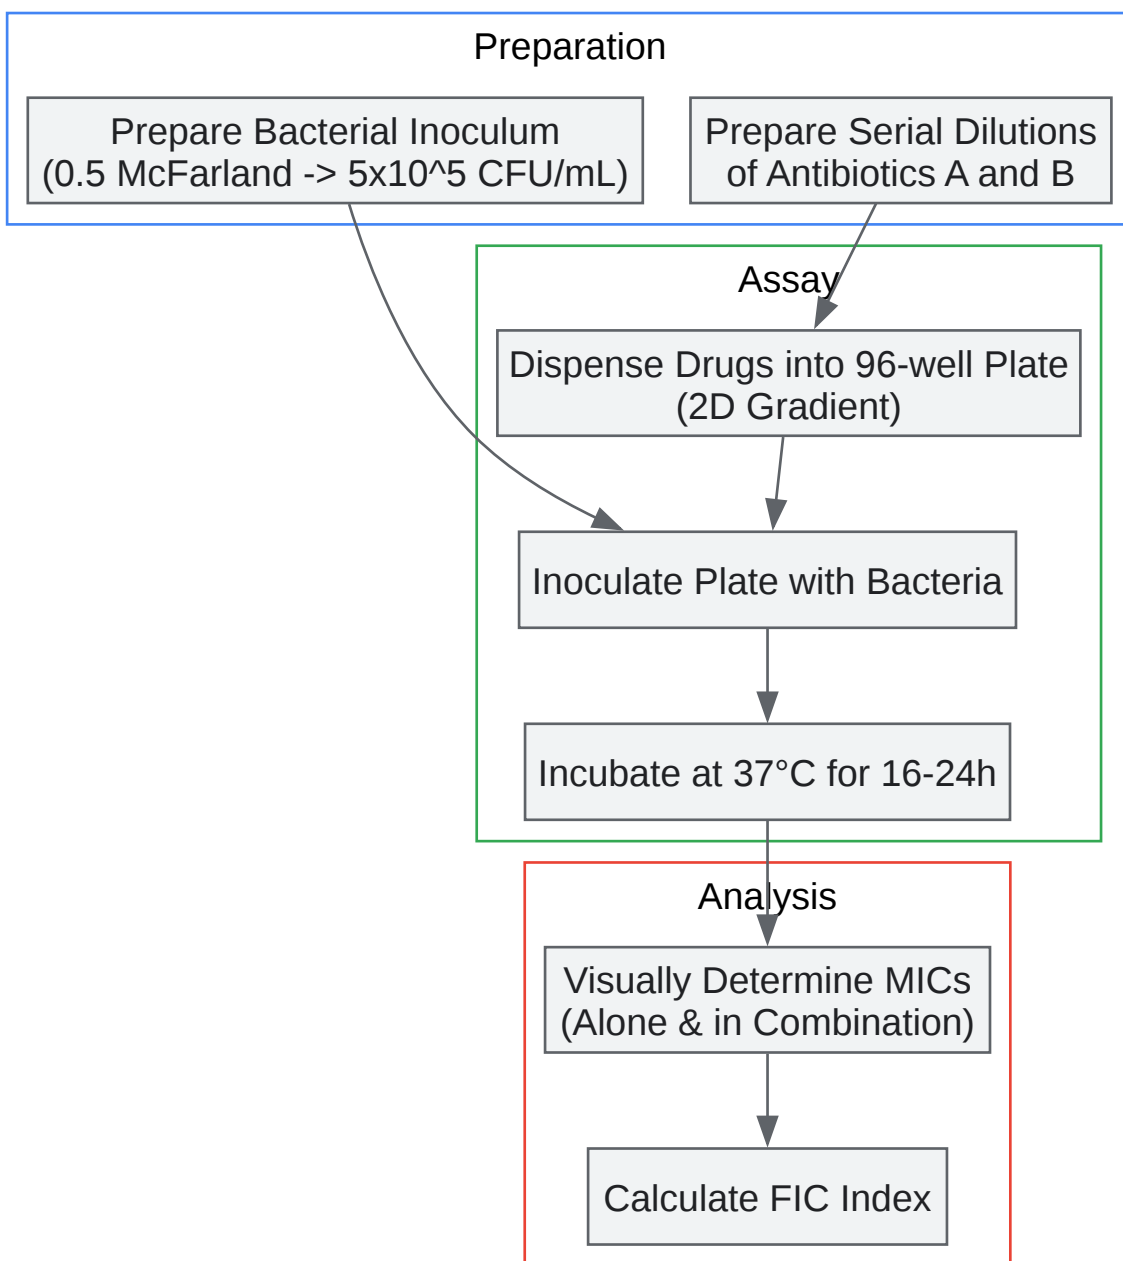 Preparation
Prepare Bacterial Inoculum
(0.5 McFarland -> 5x10^5 CFU/mL)
Prepare Serial Dilutions
of Antibiotics A and B
Assay
Dispense Drugs into 96-well Plate
(2D Gradient)
Inoculate Plate with Bacteria
Incubate at 37°C for 16-24h
Analysis
Visually Determine MICs
(Alone & in Combination)
Calculate FIC Index